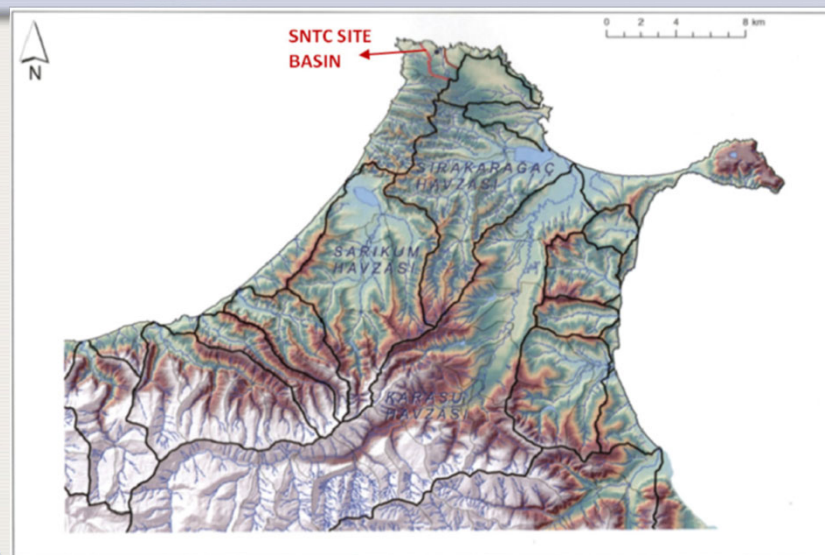 SNTC SITE
BASIN
0 2 4 8 km
N
SIRAKARAĞAÇ
HAVZASI
SARIKUM
HAVZASI
KARASU
HAVZASI